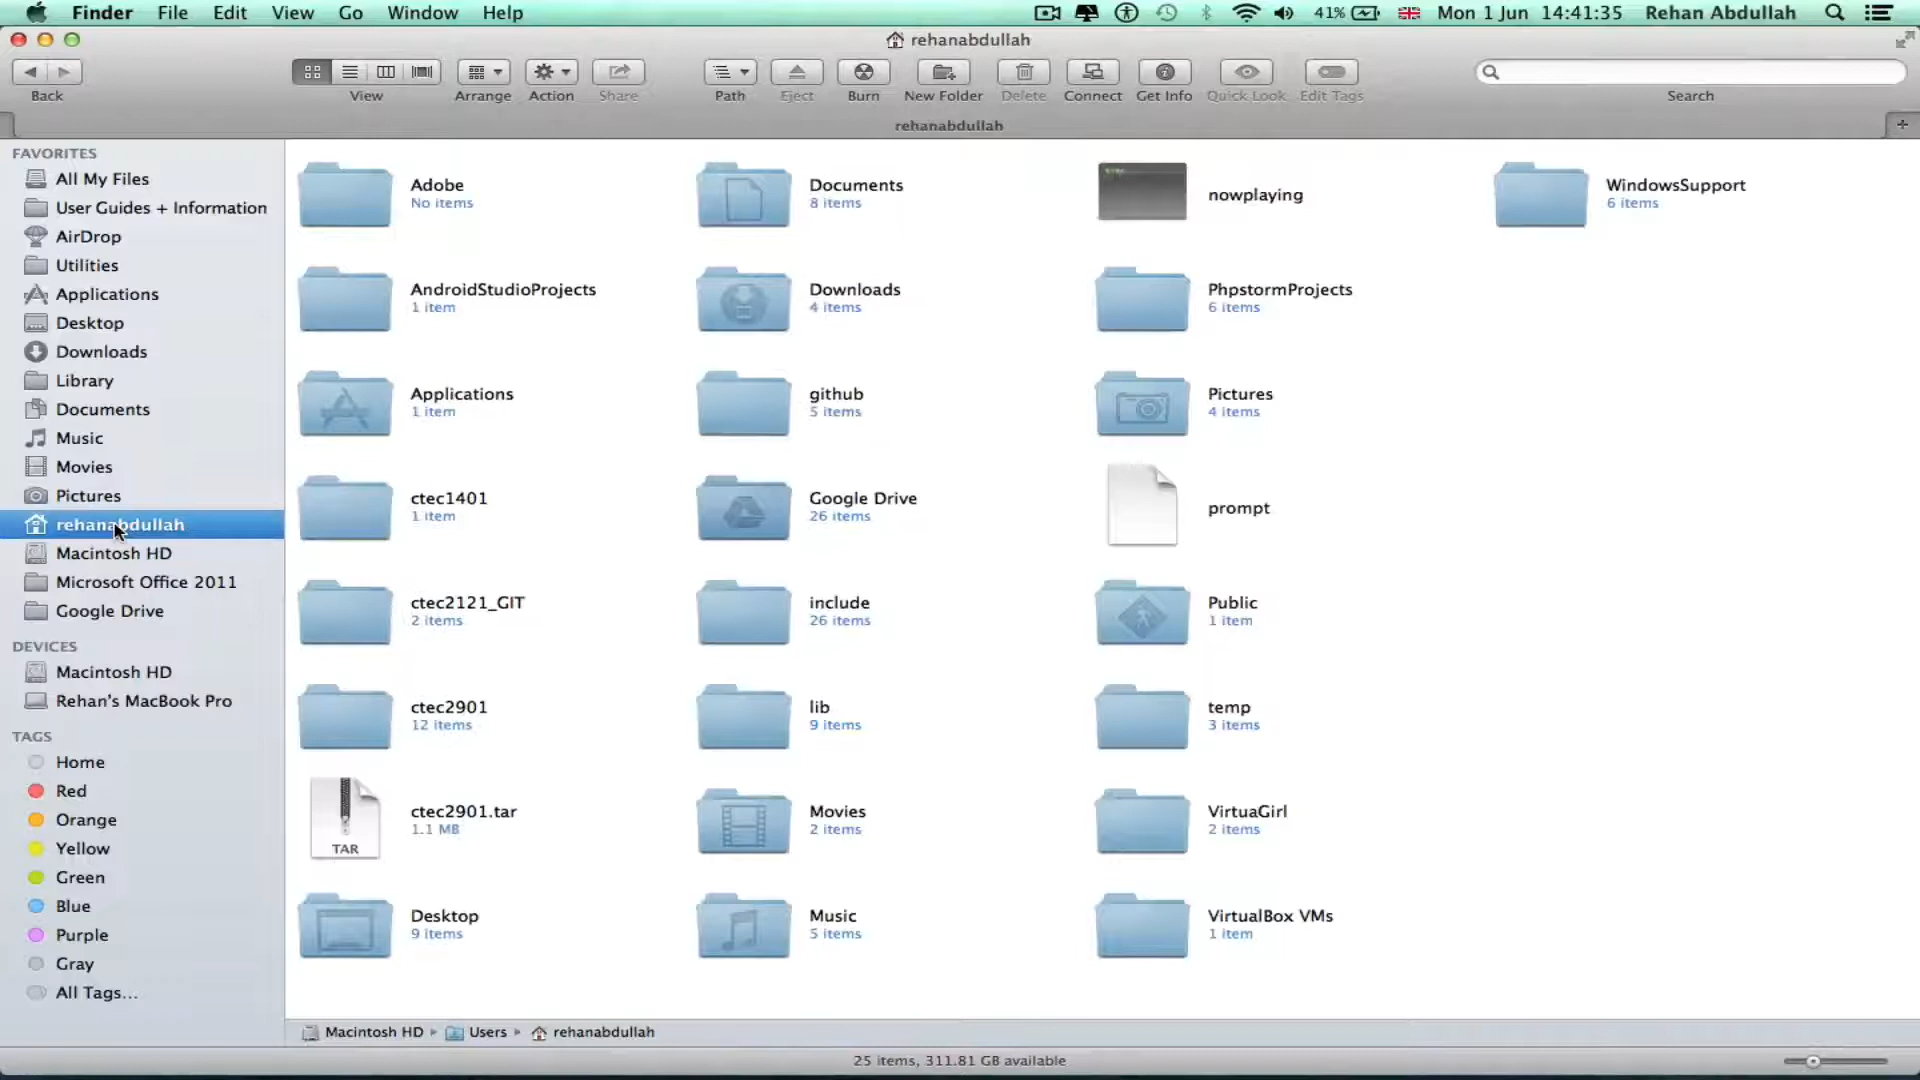 Finder File Edit View Go Window Help 41% Mon 1 Jun 14:41:35 Rehan Abdullah
rehanabdullah
Back View Arrange Action Share Path Eject Burn New Folder Delete Connect Get Info Quick Look Edit Tags Search
rehanabdullah
FAVORITES
All My Files
User Guides + Information
AirDrop
Utilities
Applications
Desktop
Downloads
Library
Documents
Music
Movies
Pictures
rehanabdullah
Macintosh HD
Microsoft Office 2011
Google Drive
DEVICES
Macintosh HD
Rehan's MacBook Pro
TAGS
Home
Red
Orange
Yellow
Green
Blue
Purple
Gray
All Tags...
Adobe
No items
AndroidStudioProjects
1 item
Applications
1 item
ctec1401
1 item
ctec2121_GIT
2 items
ctec2901
12 items
TAR
ctec2901.tar
1.1 MB
Desktop
9 items
Documents
8 items
Downloads
4 items
github
5 items
Google Drive
26 items
include
26 items
lib
9 items
Movies
2 items
Music
5 items
nowplaying
PhpstormProjects
6 items
Pictures
4 items
prompt
Public
1 item
temp
3 items
VirtuaGirl
2 items
VirtualBox VMs
1 item
WindowsSupport
6 items
Macintosh HD Users rehanabdullah
25 items, 311.81 GB available